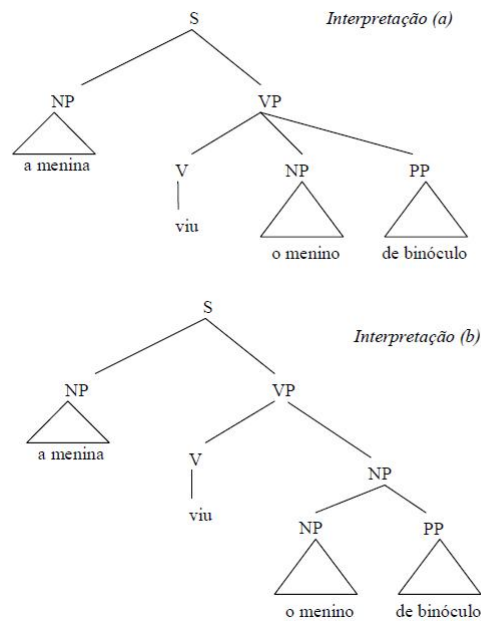 S Interpretação (a)
NP VP
a menina
V NP PP
viu
o menino de binóculo
S
Interpretação (b)
NP VP
a menina
V
NP
viu
NP PP
o menino de binóculo